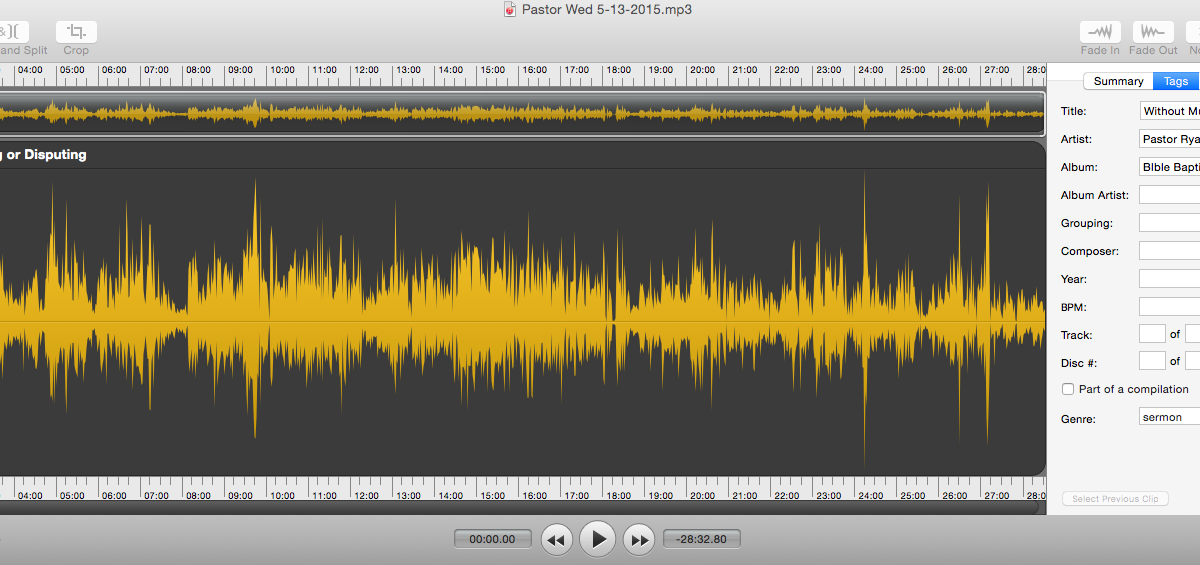 Pastor Wed 5-13-2015.mp3
&)( 
and Split Crop Fade In Fade Out
04:00 05:00 06:00 07:00 08:00 09:00 10:00 11:00 12:00 13:00 14:00 15:00 16:00 17:00 18:00 19:00 20:00 21:00 22:00 23:00 24:00 25:00 26:00 27:00 28:0
Summary Tags
g or Disputing
Title: Without Mu
Artist: Pastor Rya
Album: BIble Bapti
Album Artist:
Grouping:
Composer:
Year:
BPM:
Track: of
Disc #: of
Part of a compilation
Genre: sermon
04:00 05:00 06:00 07:00 08:00 09:00 10:00 11:00 12:00 13:00 14:00 15:00 16:00 17:00 18:00 19:00 20:00 21:00 22:00 23:00 24:00 25:00 26:00 27:00 28:0
Select Previous Clip
00:00.00 -28:32.80